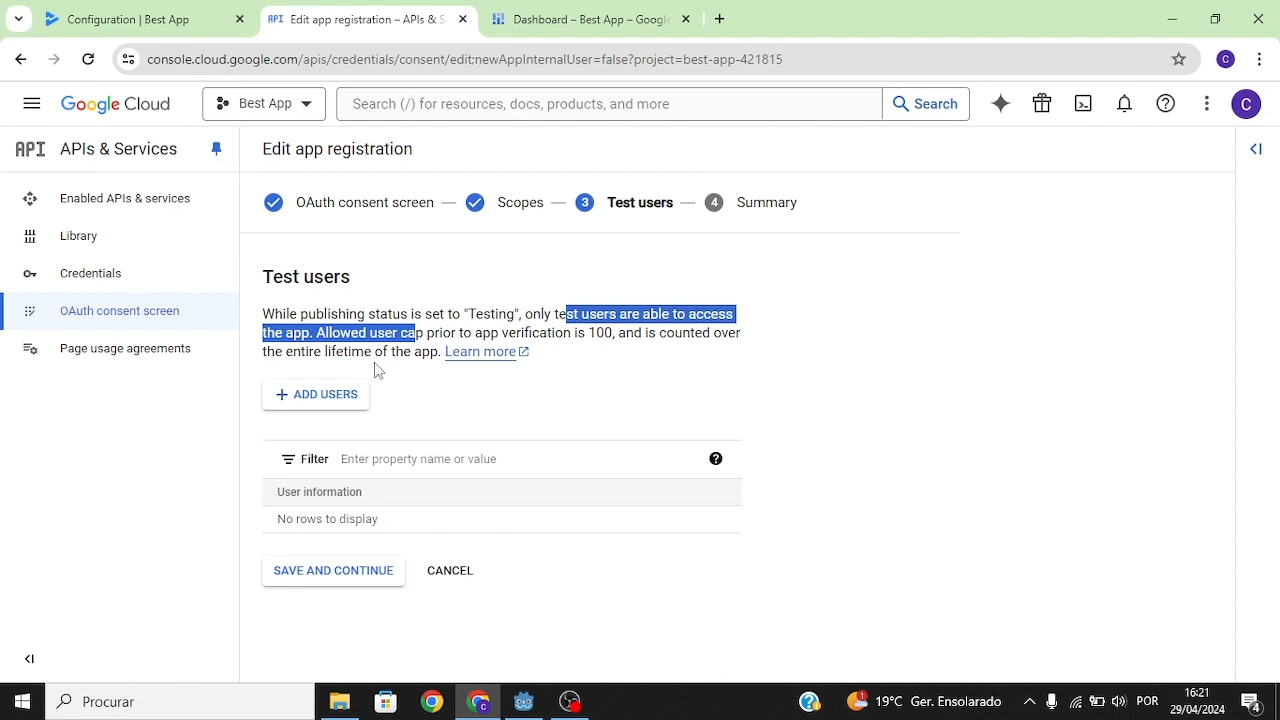 Configuration | Best App
Edit app registration – APIs & S
Dashboard – Best App – Google
console.cloud.google.com/apis/credentials/consent/edit;newAppInternalUser=false?project=best-app-421815
C
Google Cloud
Best App
Search (/) for resources, docs, products, and more
Search
C
API APIs & Services
Edit app registration
Enabled APIs & services
Library
Credentials
OAuth consent screen
Page usage agreements
OAuth consent screen — Scopes — 3 Test users — 4 Summary
Test users
While publishing status is set to "Testing", only test users are able to access
the app. Allowed user cap prior to app verification is 100, and is counted over
the entire lifetime of the app. Learn more
+ ADD USERS
Filter Enter property name or value
User information
No rows to display
SAVE AND CONTINUE CANCEL
Procurar
19°C Ger. Ensolarado
POR
16:21
29/04/2024
4